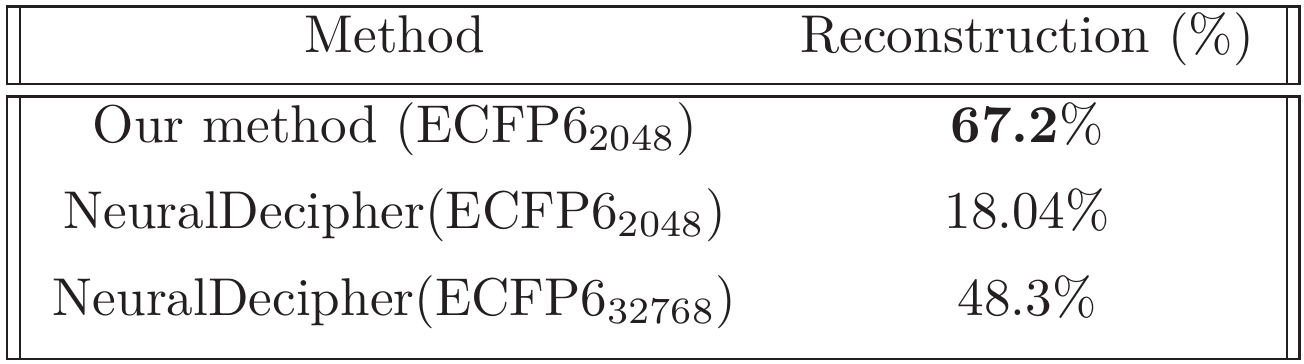 Method Reconstruction (%)
Our method (ECFP6₂₀₄₈) 67.2%
NeuralDecipher(ECFP6₂₀₄₈) 18.04%
NeuralDecipher(ECFP6₃₂₇₆₈) 48.3%